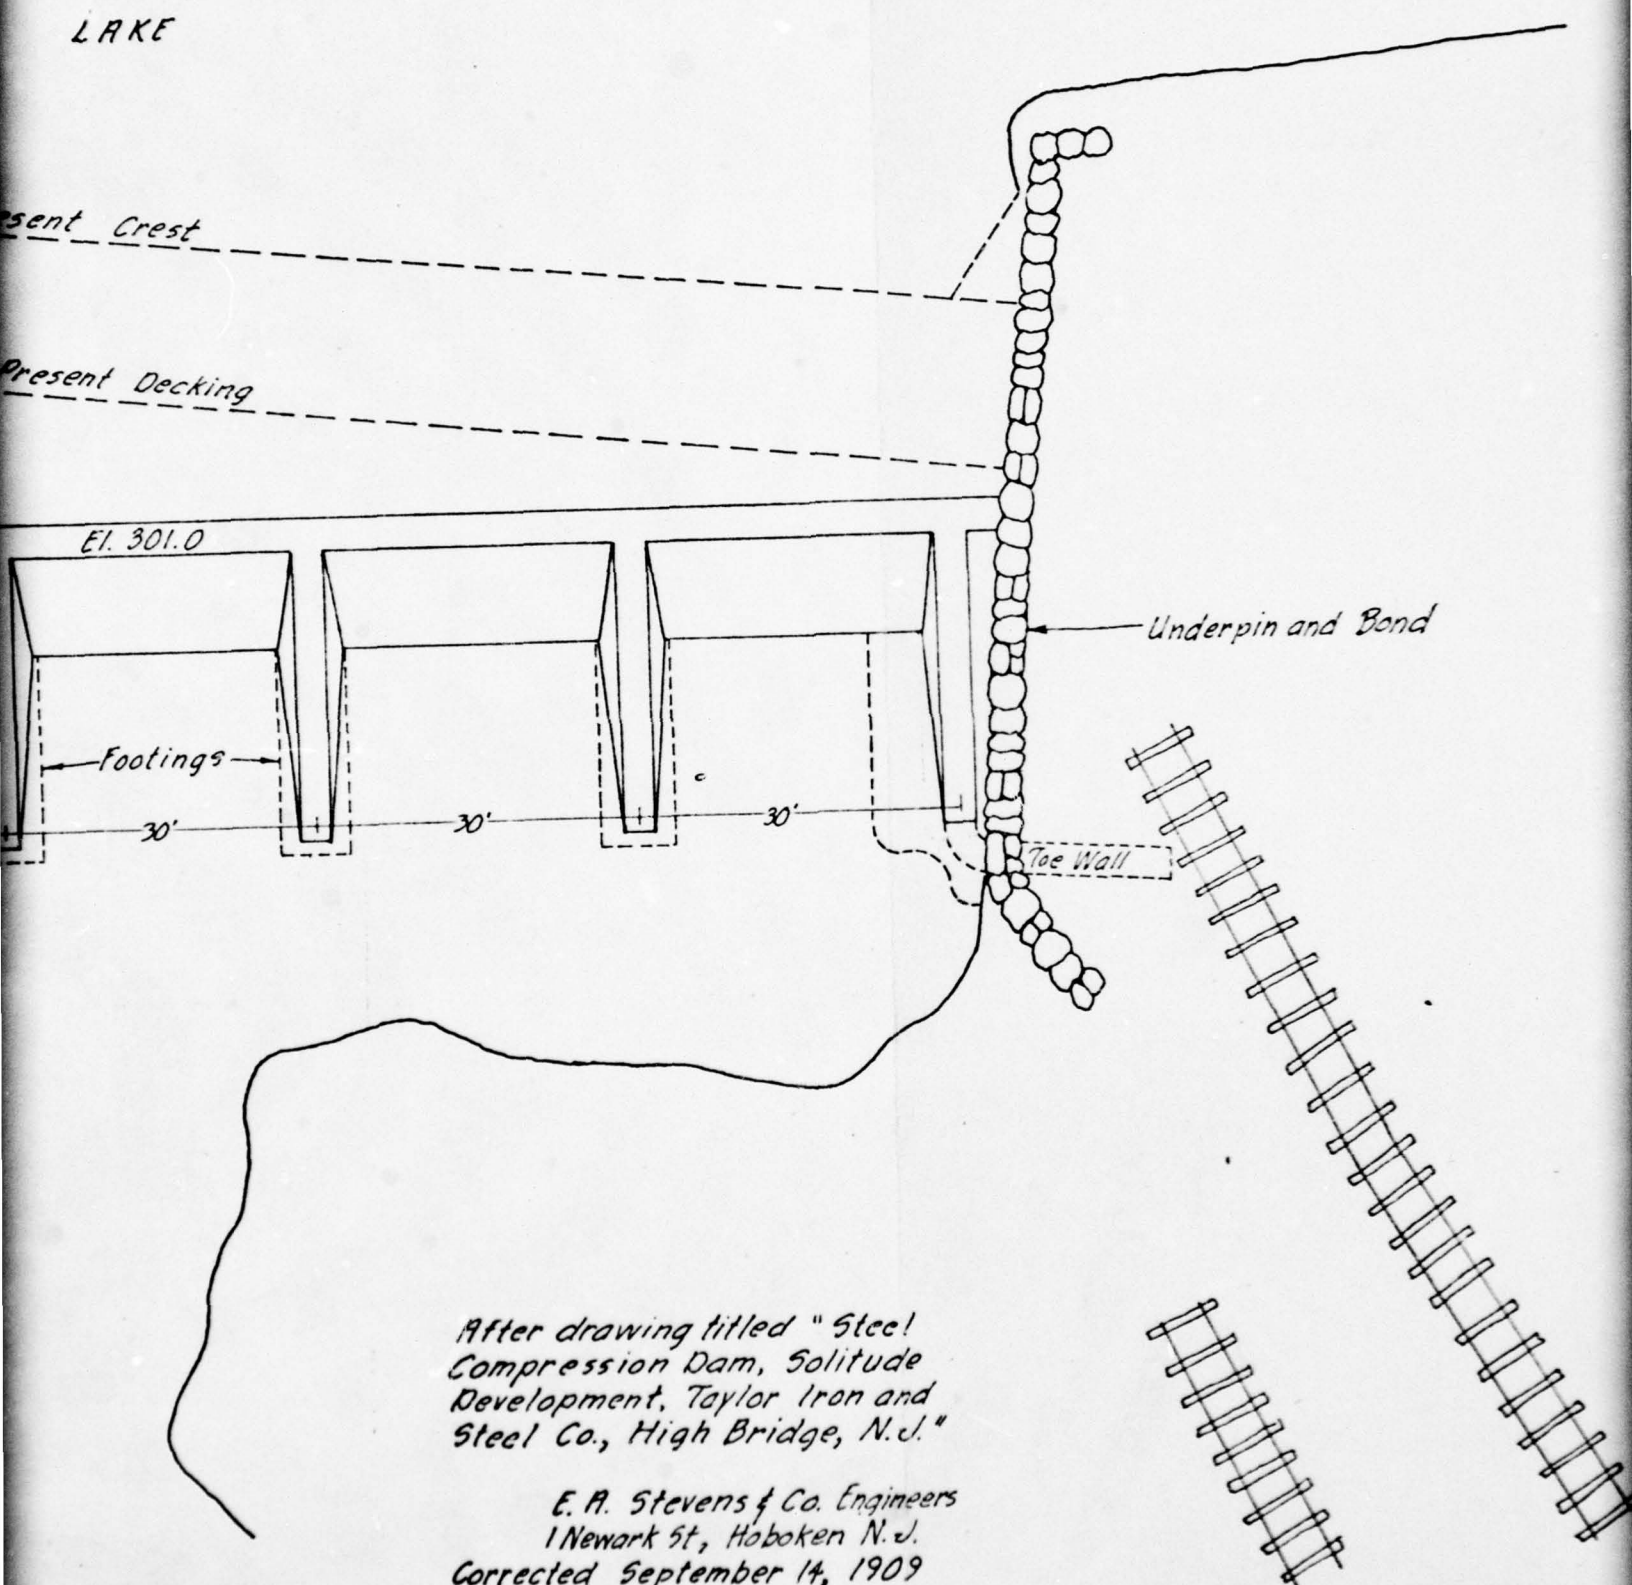 LAKE
esent Crest
Present Decking
El. 301.0
Underpin and Bond
Footings
30' 30' 30'
Toe Wall
After drawing titled "Steel
Compression Dam, Solitude
Development, Taylor Iron and
Steel Co., High Bridge, N.J."
E. A. Stevens & Co. Engineers
1 Newark St, Hoboken N.J.
Corrected September 14, 1909